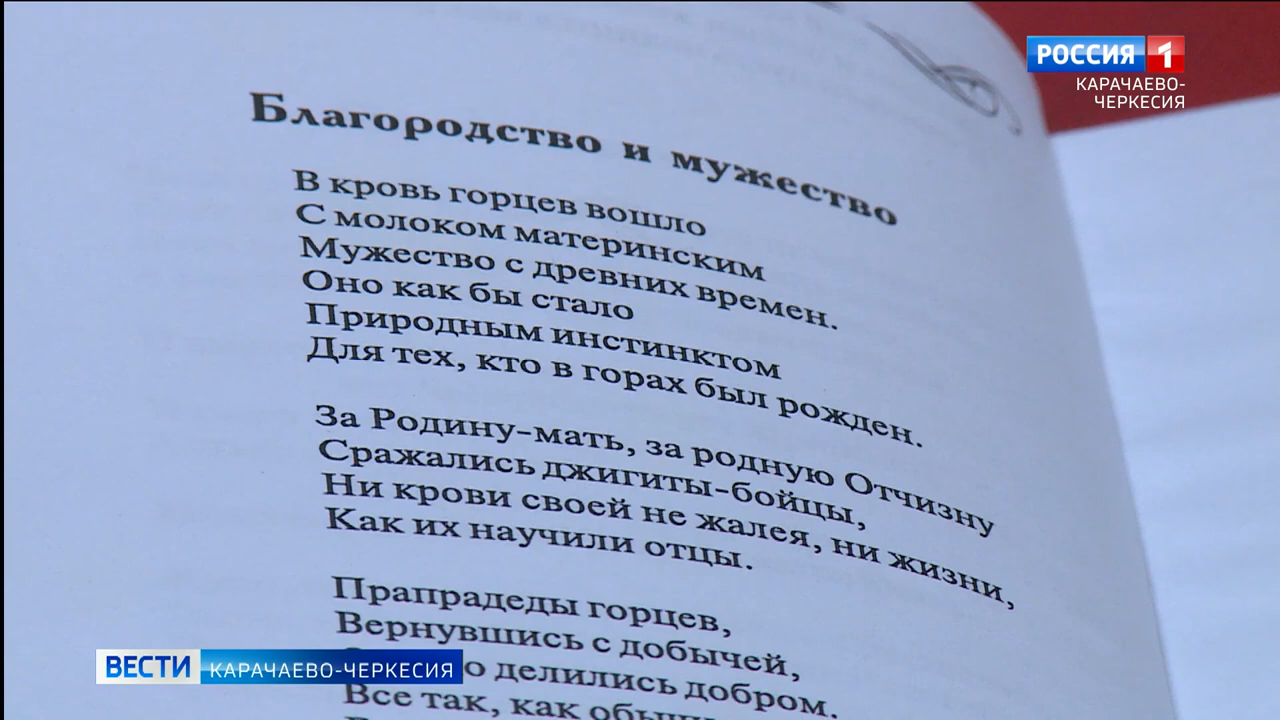 РОССИЯ 1
КАРАЧАЕВО-
ЧЕРКЕСИЯ
Благородство и мужество
В кровь горцев вошло
С молоком материнским
Мужество с древних времен.
Оно как бы стало
Природным инстинктом
Для тех, кто в горах был рожден.
За Родину-мать, за родную Отчизну
Сражались джигиты-бойцы,
Ни крови своей не жалея, ни жизни,
Как их научили отцы.
Прапрадеды горцев,
Вернувшись с добычей,
делились добром.
Все так, как
ВЕСТИ КАРАЧАЕВО-ЧЕРКЕСИЯ